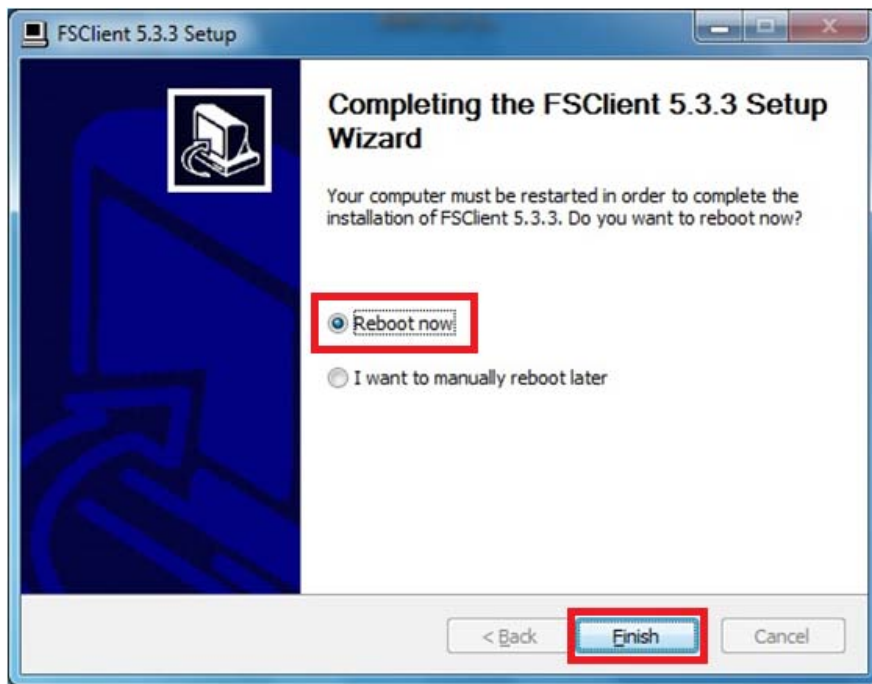 FSClient 5.3.3 Setup
Completing the FSClient 5.3.3 Setup
Wizard
Your computer must be restarted in order to complete the
installation of FSClient 5.3.3. Do you want to reboot now?
Reboot now
I want to manually reboot later
< Back Finish Cancel